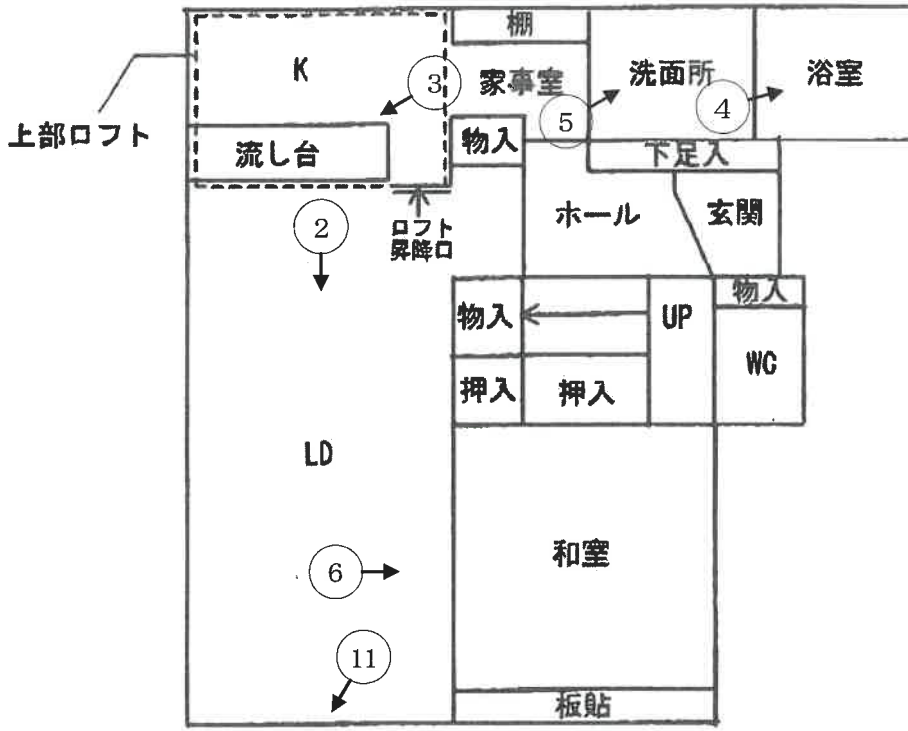 棚
K
③
家事室
洗面所
浴室
④
⑤
上部ロフト
流し台
物入
下足入
②
ロフト
昇降口
ホール
玄関
物入
UP
物入
WC
押入
押入
LD
和室
⑥
⑪
板貼